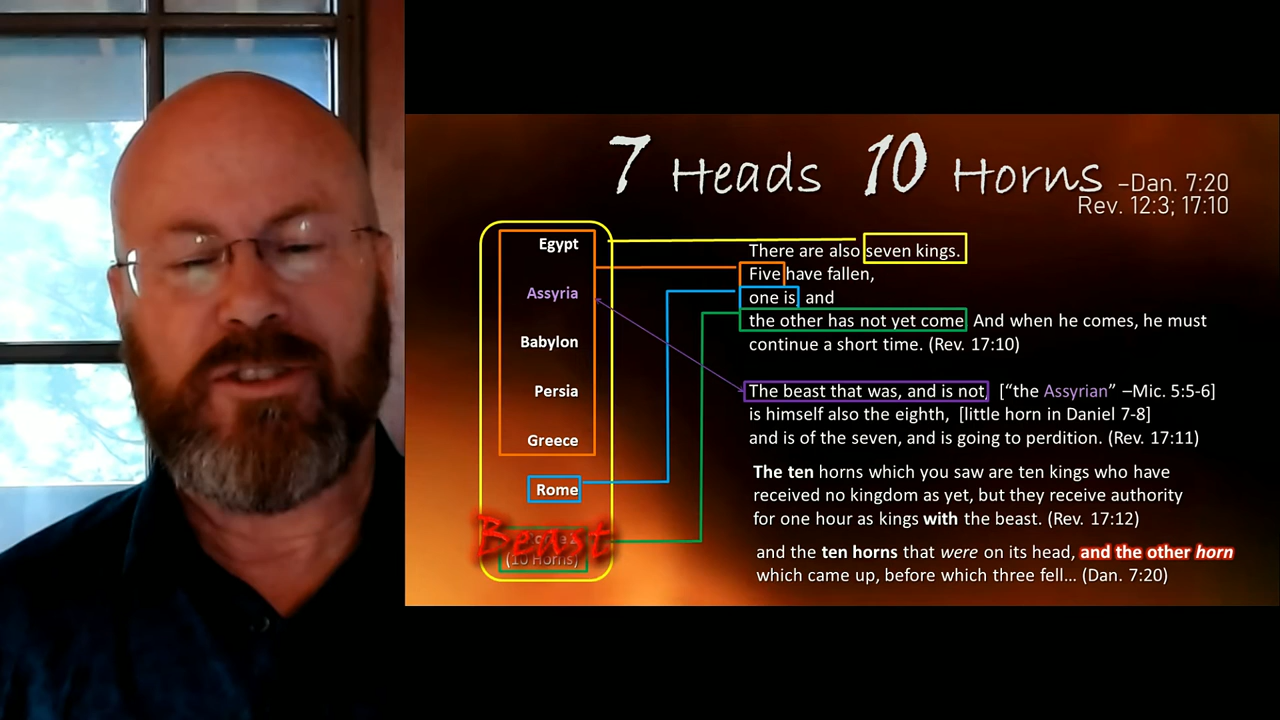 7 Heads 10 Horns –Dan. 7:20
Rev. 12:3; 17:10
Egypt
Assyria
Babylon
Persia
Greece
Rome
Beast
(10 Horns)
There are also seven kings.
Five have fallen,
one is, and
the other has not yet come. And when he comes, he must
continue a short time. (Rev. 17:10)
The beast that was, and is not, [“the Assyrian” –Mic. 5:5-6]
is himself also the eighth, [little horn in Daniel 7-8]
and is of the seven, and is going to perdition. (Rev. 17:11)
The ten horns which you saw are ten kings who have
received no kingdom as yet, but they receive authority
for one hour as kings with the beast. (Rev. 17:12)
and the ten horns that were on its head, and the other horn
which came up, before which three fell... (Dan. 7:20)